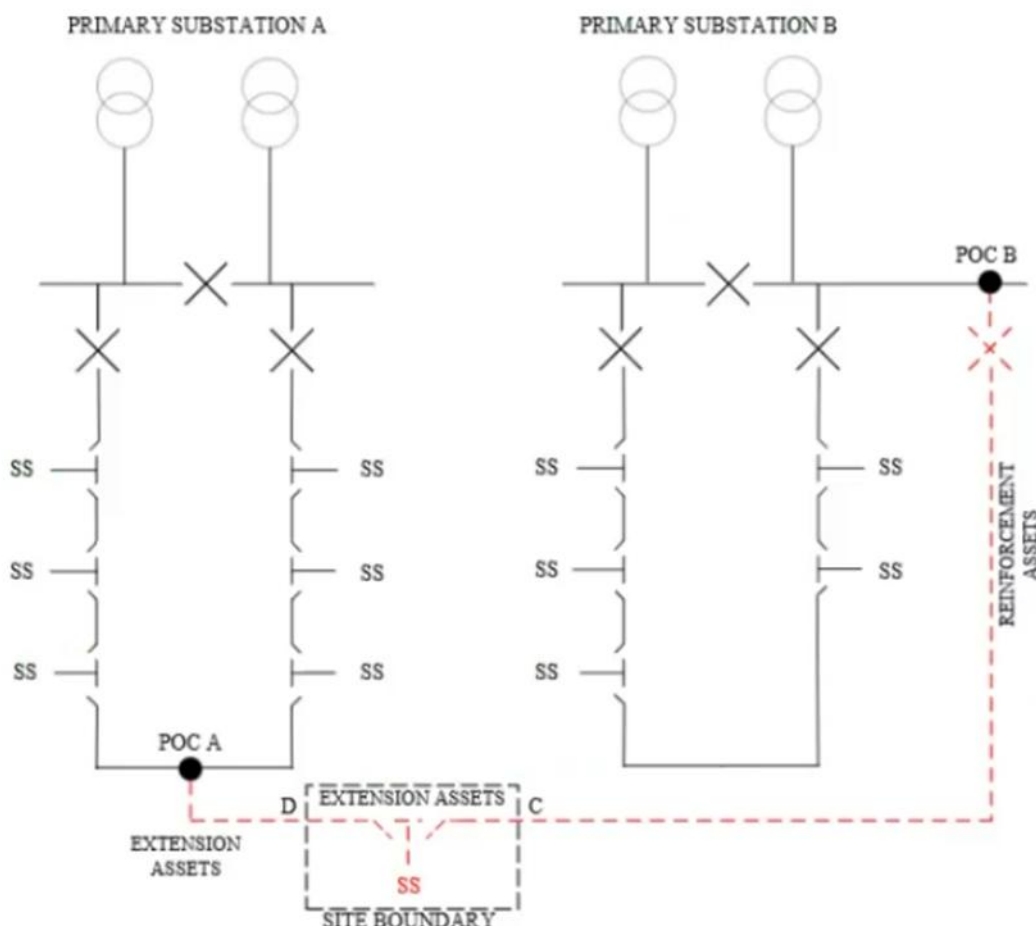 PRIMARY SUBSTATION A
PRIMARY SUBSTATION B
POC B
SS
SS
SS
SS
SS
SS
SS
SS
SS
SS
SS
REINFORCEMENT
ASSETS
POC A
D
EXTENSION ASSETS
C
EXTENSION
ASSETS
SS
SITE BOUNDARY